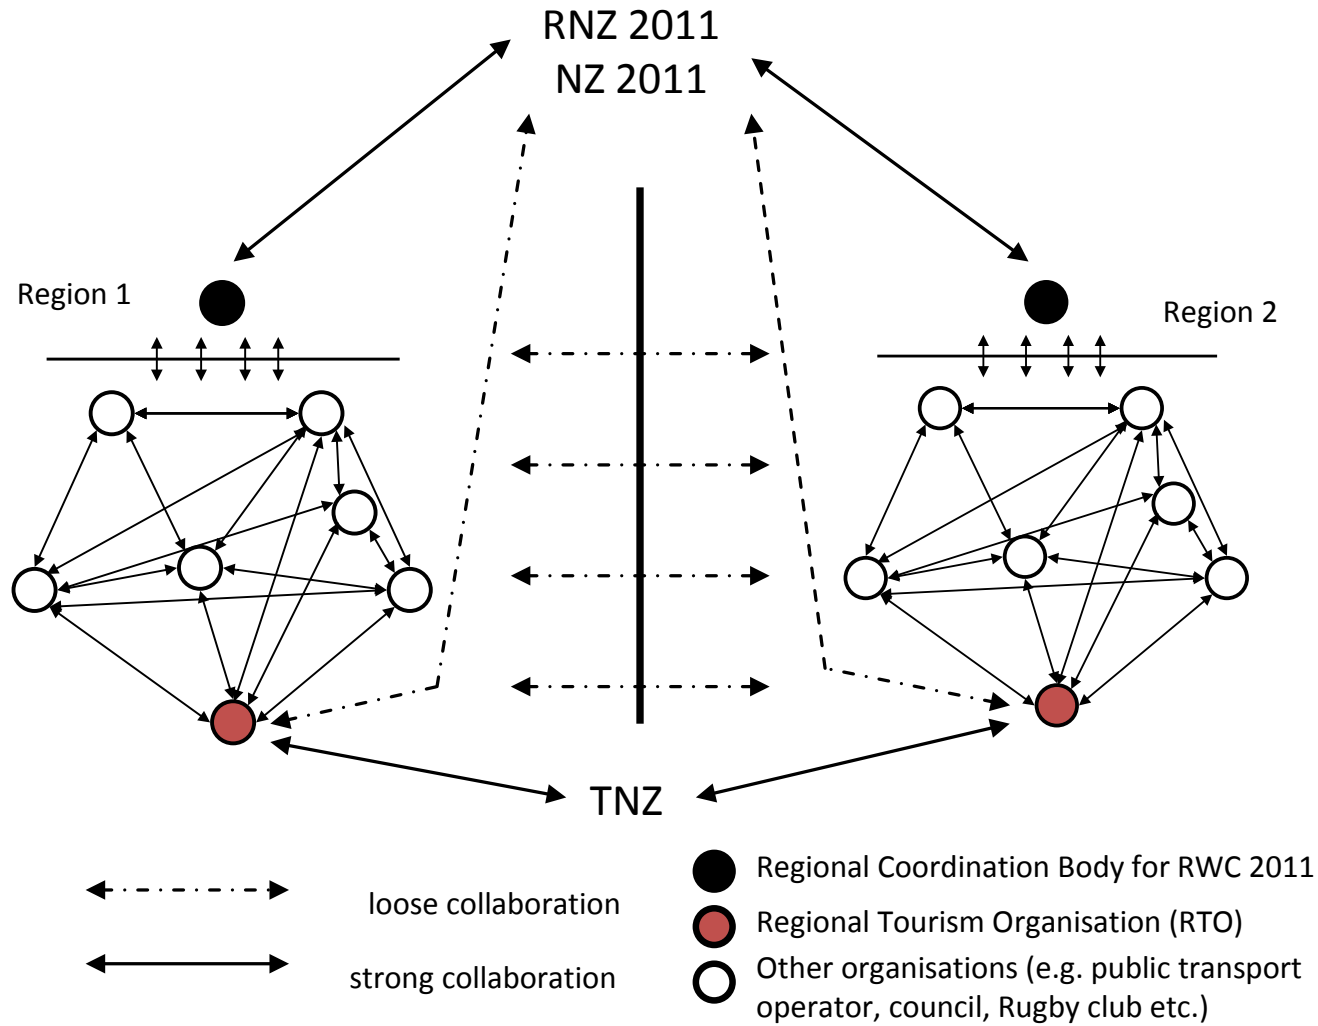 RNZ 2011
NZ 2011
Region 1
Region 2
TNZ
loose collaboration
strong collaboration
Regional Coordination Body for RWC 2011
Regional Tourism Organisation (RTO)
Other organisations (e.g. public transport
operator, council, Rugby club etc.)